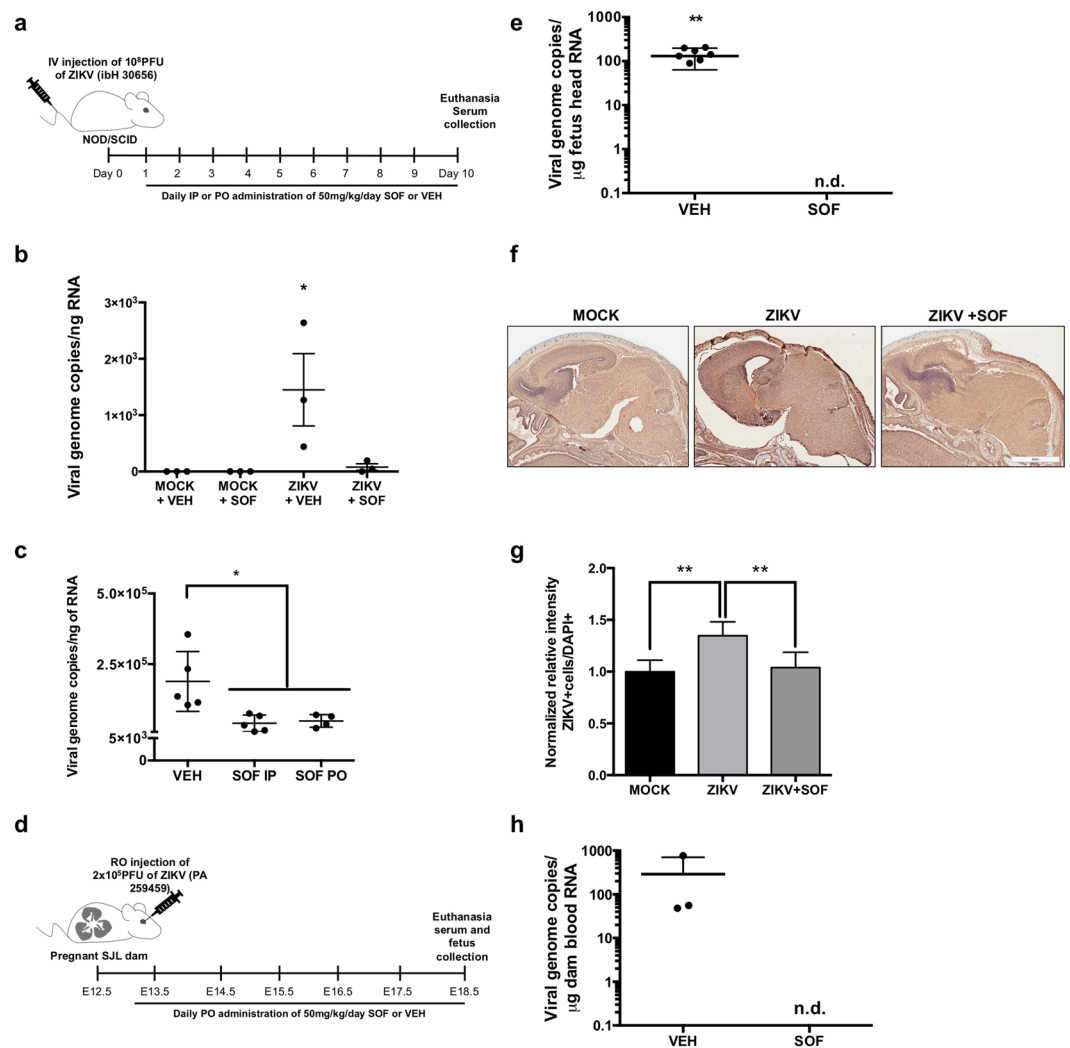 a
IV injection of 10⁸PFU
of ZIKV (ibH 30656)
NOD/SCID
Euthanasia
Serum
collection
Day 0 1 2 3 4 5 6 7 8 9 Day 10
Daily IP or PO administration of 50mg/kg/day SOF or VEH
b
Viral genome copies/ng RNA
3×10³
2×10³
1×10³
0
*
MOCK + VEH
MOCK + SOF
ZIKV + VEH
ZIKV + SOF
c
Viral genome copies/ng of RNA
5.0×10⁵
2.5×10⁵
5×10³
0
*
VEH SOF IP SOF PO
d
RO injection of
2x10⁵PFU of ZIKV (PA
259459)
Pregnant SJL dam
Euthanasia
serum and
fetus
collection
E12.5 E13.5 E14.5 E15.5 E16.5 E17.5 E18.5
Daily PO administration of 50mg/kg/day SOF or VEH
e
Viral genome copies/
µg fetus head RNA
1000
100
10
1
0.1
**
n.d.
VEH SOF
f
MOCK ZIKV ZIKV +SOF
g
Normalized relative intensity
ZIKV+cells/DAPI+
2.0
1.5
1.0
0.5
0.0
** **
MOCK ZIKV ZIKV+SOF
h
Viral genome copies/
µg dam blood RNA
1000
100
10
1
0.1
n.d.
VEH SOF